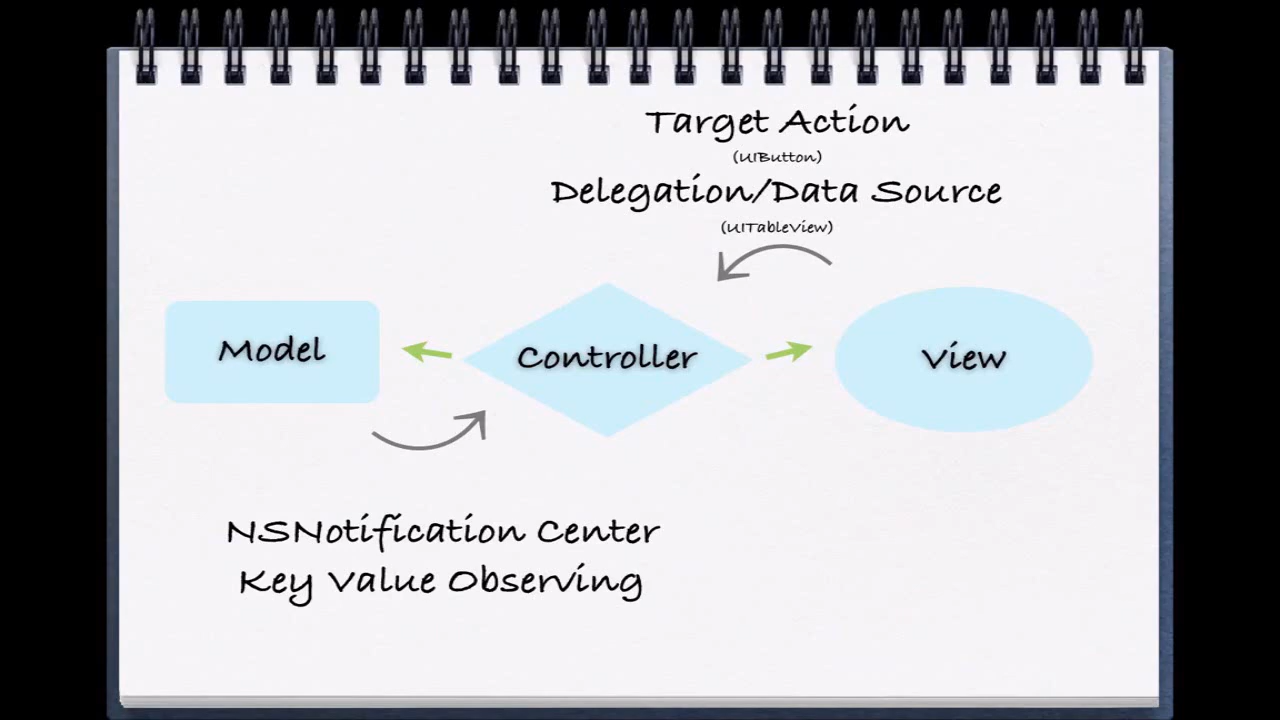 Target Action
(UIButton)
Delegation/Data Source
(UITableView)
Model
Controller
View
NSNotification Center
Key Value Observing